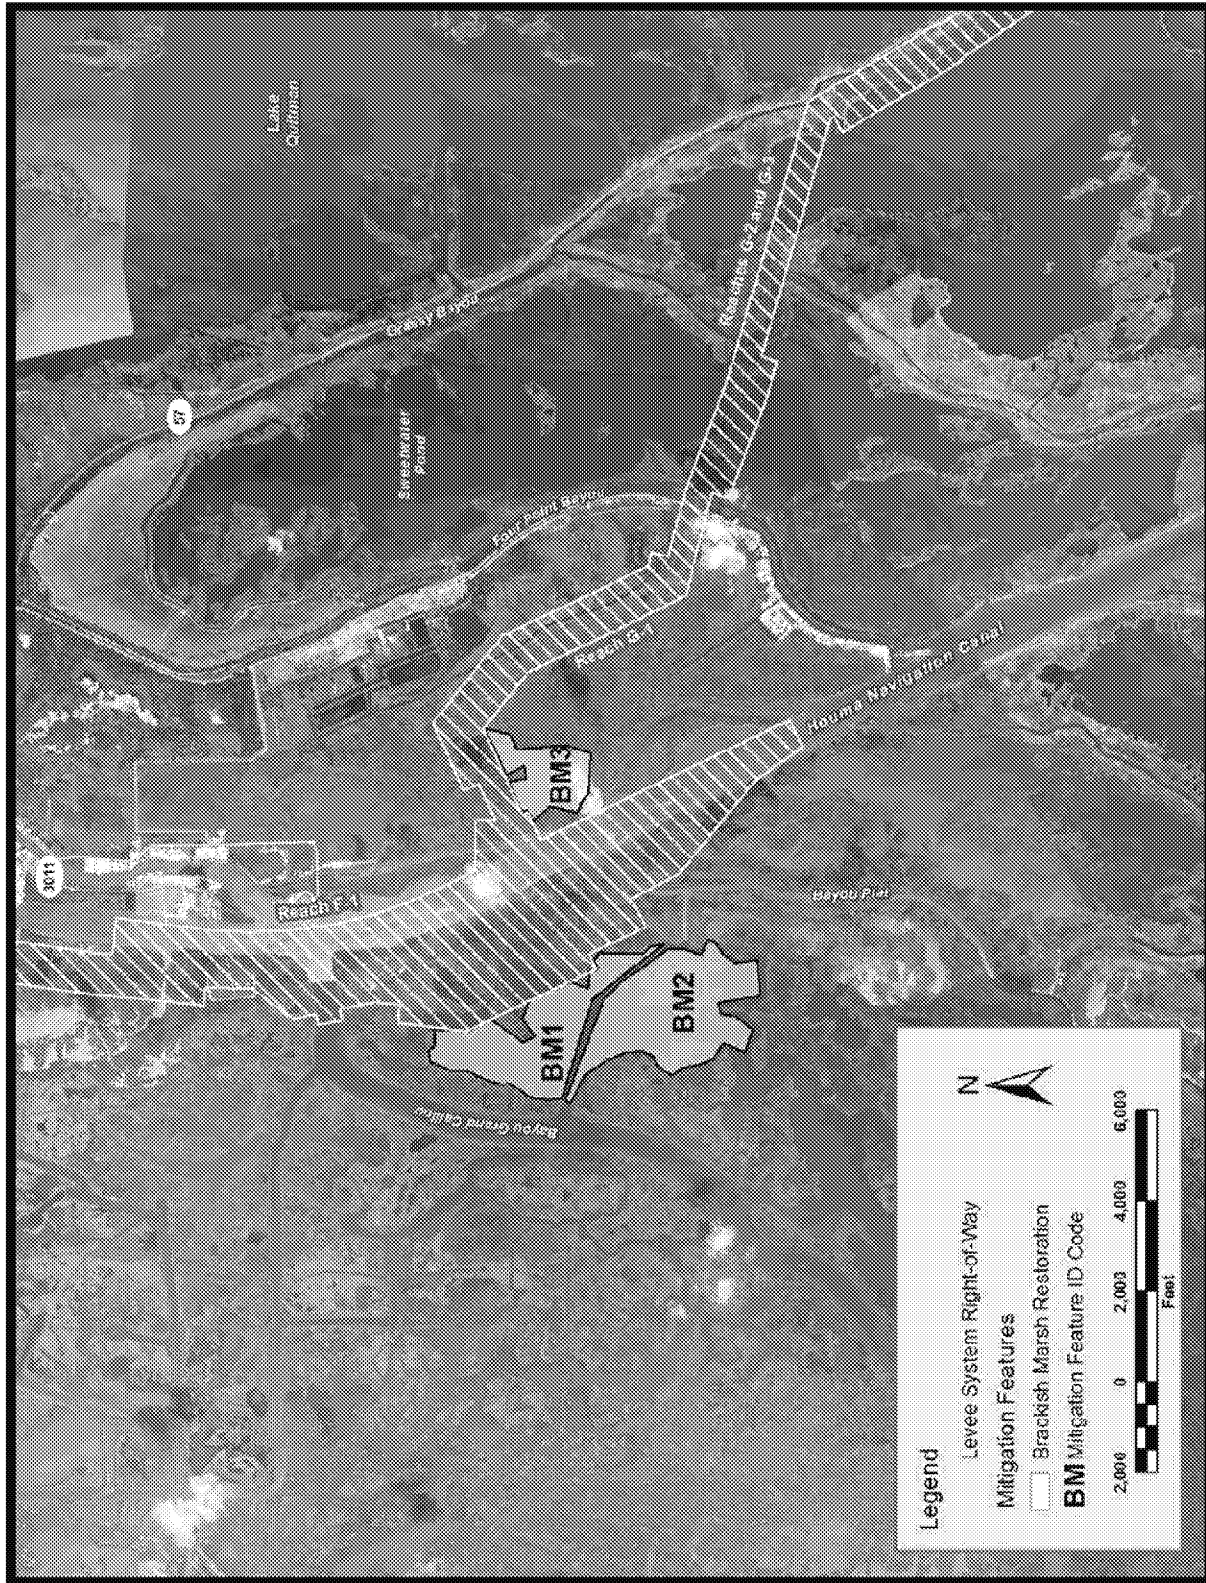 Lake
Quitman
57
Grassy Bayou
Sweetwater
Pond
Four Point Bayou
Reaches G-2 and G-3
Reach G-1
3011
Reach F-1
BM3
Houma Navigation Canal
Bayou Plat
BM1
BM2
Bayou Grand Caillou
Legend
Levee System Right-of-Way
Mitigation Features
Brackish Marsh Restoration
BM Mitigation Feature ID Code
N
2,000 0 2,000 4,000 6,000
Feet